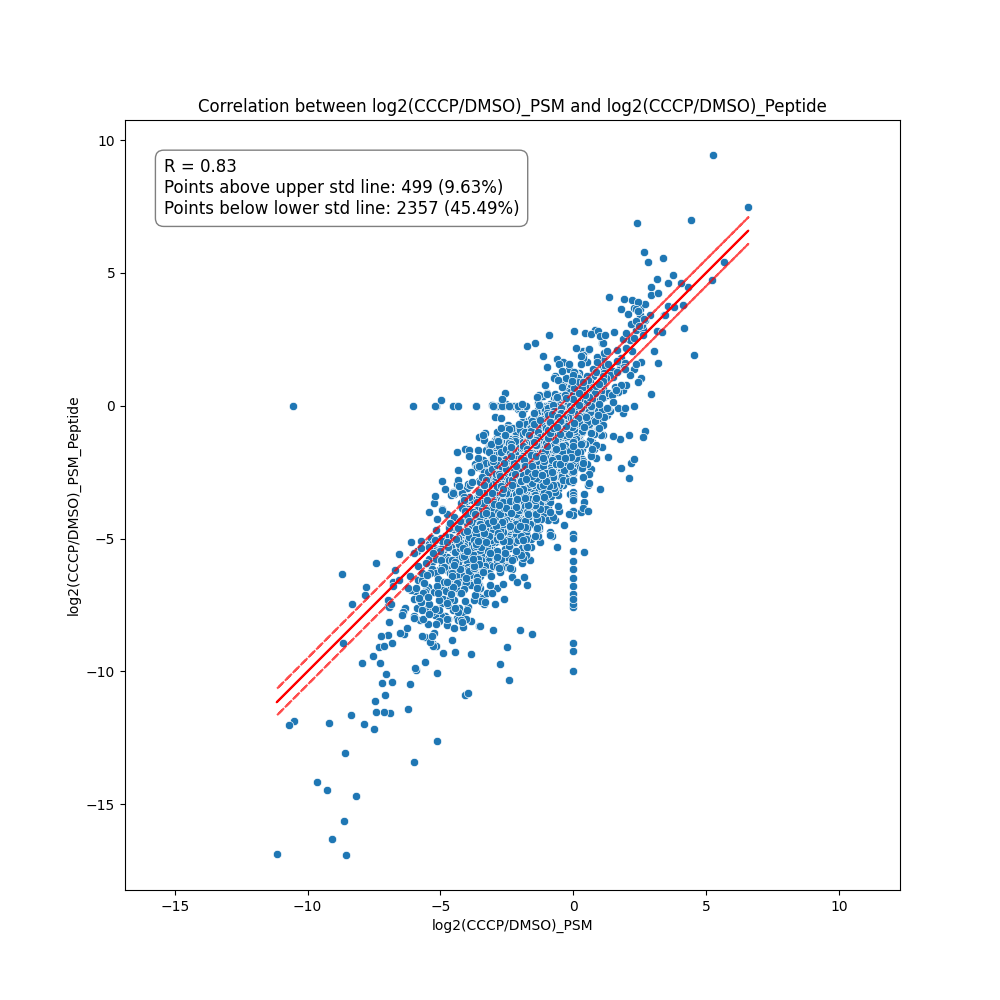 Correlation between log2(CCCP/DMSO)_PSM and log2(CCCP/DMSO)_Peptide
R = 0.83
Points above upper std line: 499 (9.63%)
Points below lower std line: 2357 (45.49%)
10
5
0
−5
−10
−15
log2(CCCP/DMSO)_PSM_Peptide
−15
−10
−5
0
5
10
log2(CCCP/DMSO)_PSM